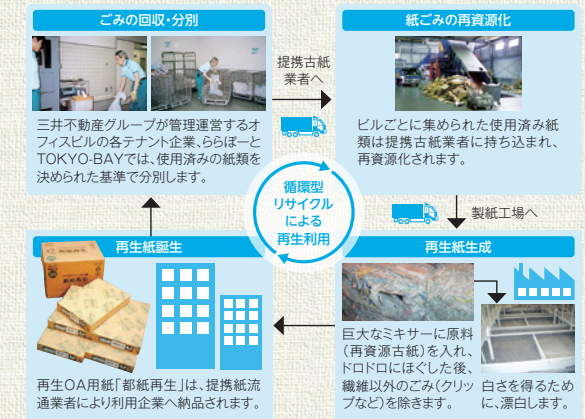 ごみの回収・分別
三井不動産グループが管理運営するオ
フィスビルの各テナント企業、ららぽーと
TOKYO-BAYでは、使用済みの紙類を
決められた基準で分別します。
提携古紙
業者へ
紙ごみの再資源化
ビルごとに集められた使用済み紙
類は提携古紙業者に持ち込まれ、
再資源化されます。
製紙工場へ
循環型
リサイクル
による
再生利用
再生紙生成
巨大なミキサーに原料
(再資源古紙)を入れ、
ドロドロにほぐした後、
繊維以外のごみ(クリッ
プなど)を除きます。
白さを得るため
に、漂白します。
再生紙誕生
都紙再生
再生OA用紙「都紙再生」は、提携紙流
通業者により利用企業へ納品されます。